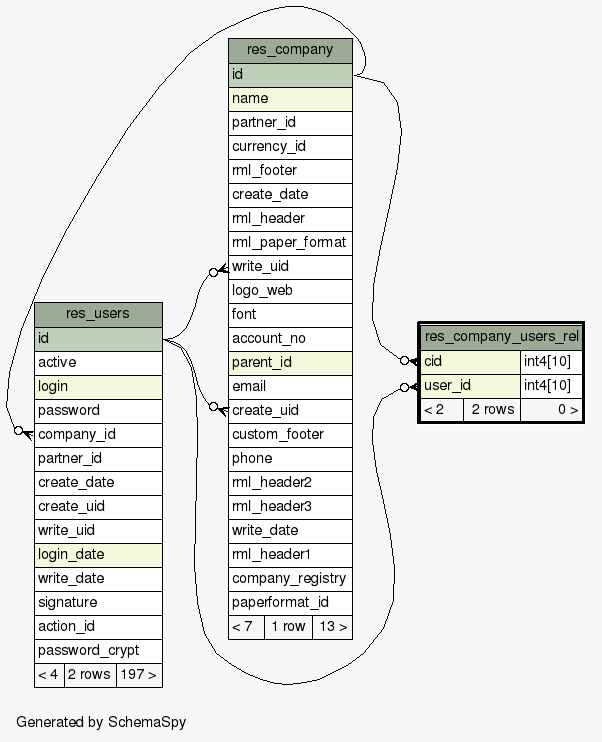 res_company
id
name
partner_id
currency_id
rml_footer
create_date
rml_header
rml_paper_format
write_uid
logo_web
font
account_no
parent_id
email
create_uid
custom_footer
phone
rml_header2
rml_header3
write_date
rml_header1
company_registry
paperformat_id
< 7 1 row 13 >
res_users
id
active
login
password
company_id
partner_id
create_date
create_uid
write_uid
login_date
write_date
signature
action_id
password_crypt
< 4 2 rows 197 >
res_company_users_rel
cid int4[10]
user_id int4[10]
< 2 2 rows 0 >
Generated by SchemaSpy